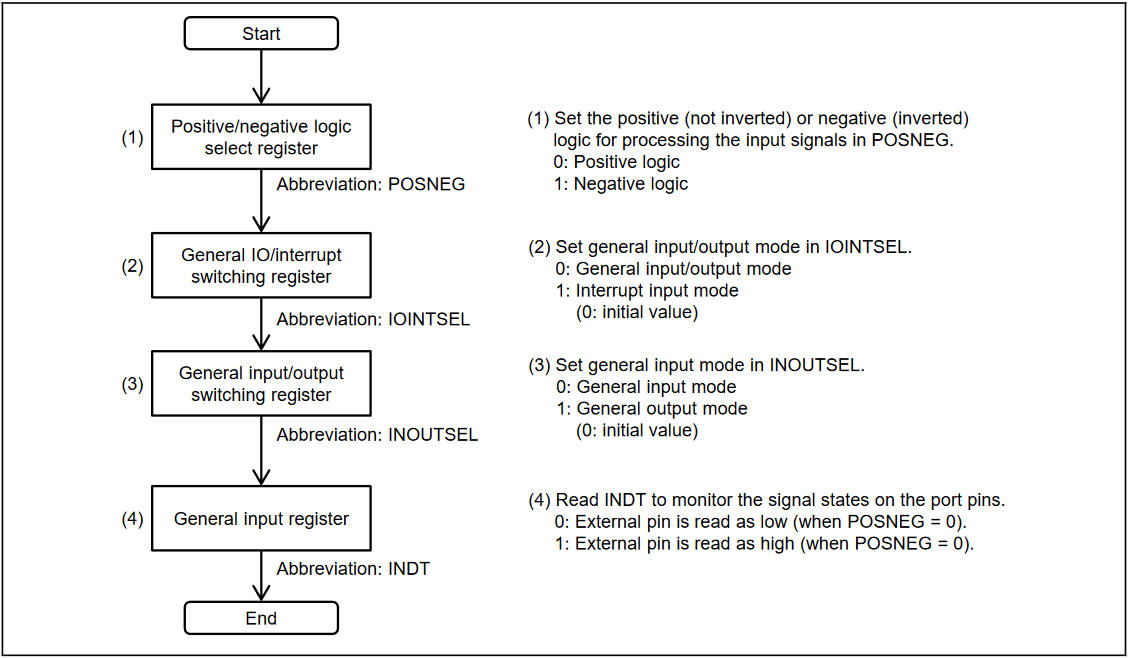 Start
(1)
Positive/negative logic
select register
Abbreviation: POSNEG
(1) Set the positive (not inverted) or negative (inverted)
logic for processing the input signals in POSNEG.
0: Positive logic
1: Negative logic
(2)
General IO/interrupt
switching register
Abbreviation: IOINTSEL
(2) Set general input/output mode in IOINTSEL.
0: General input/output mode
1: Interrupt input mode
(0: initial value)
(3)
General input/output
switching register
Abbreviation: INOUTSEL
(3) Set general input mode in INOUTSEL.
0: General input mode
1: General output mode
(0: initial value)
(4)
General input register
Abbreviation: INDT
(4) Read INDT to monitor the signal states on the port pins.
0: External pin is read as low (when POSNEG = 0).
1: External pin is read as high (when POSNEG = 0).
End